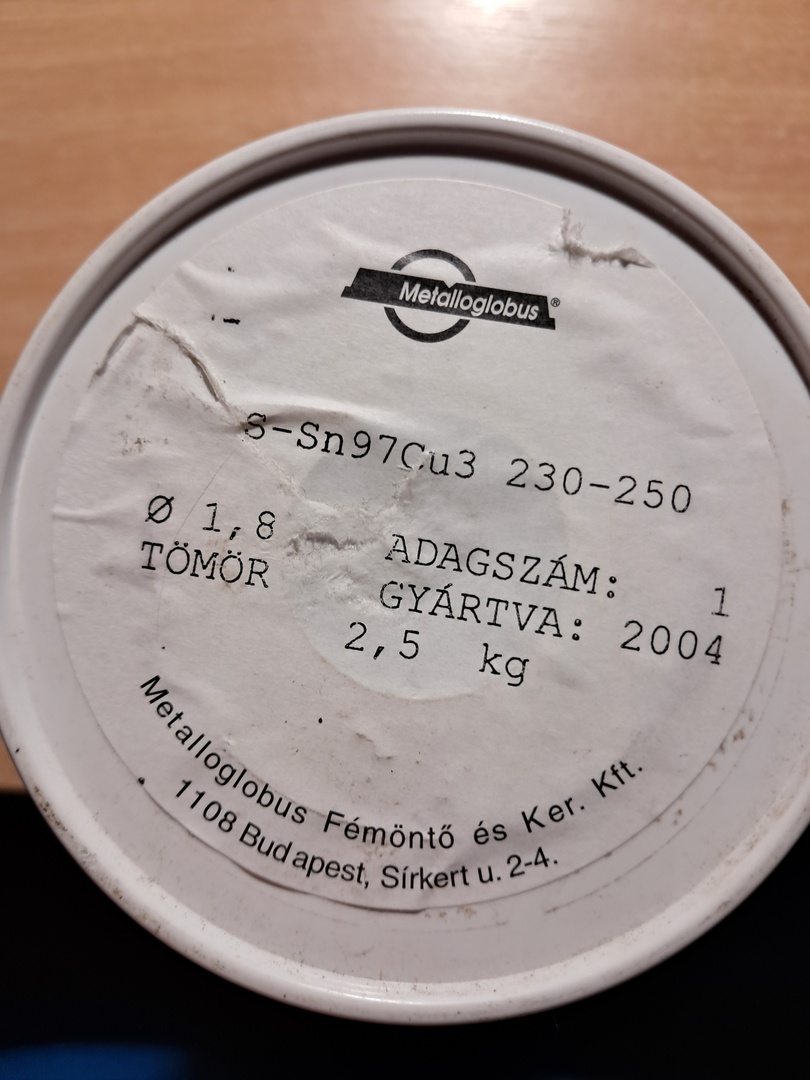 Metalloglobus®
S-Sn97Cu3 230-250
Ø 1,8
TÖMÖR
ADAGSZÁM: 1
GYÁRTVA: 2004
2,5 kg
Metalloglobus Fémöntő és Ker. Kft.
1108 Budapest, Sírkert u. 2-4.